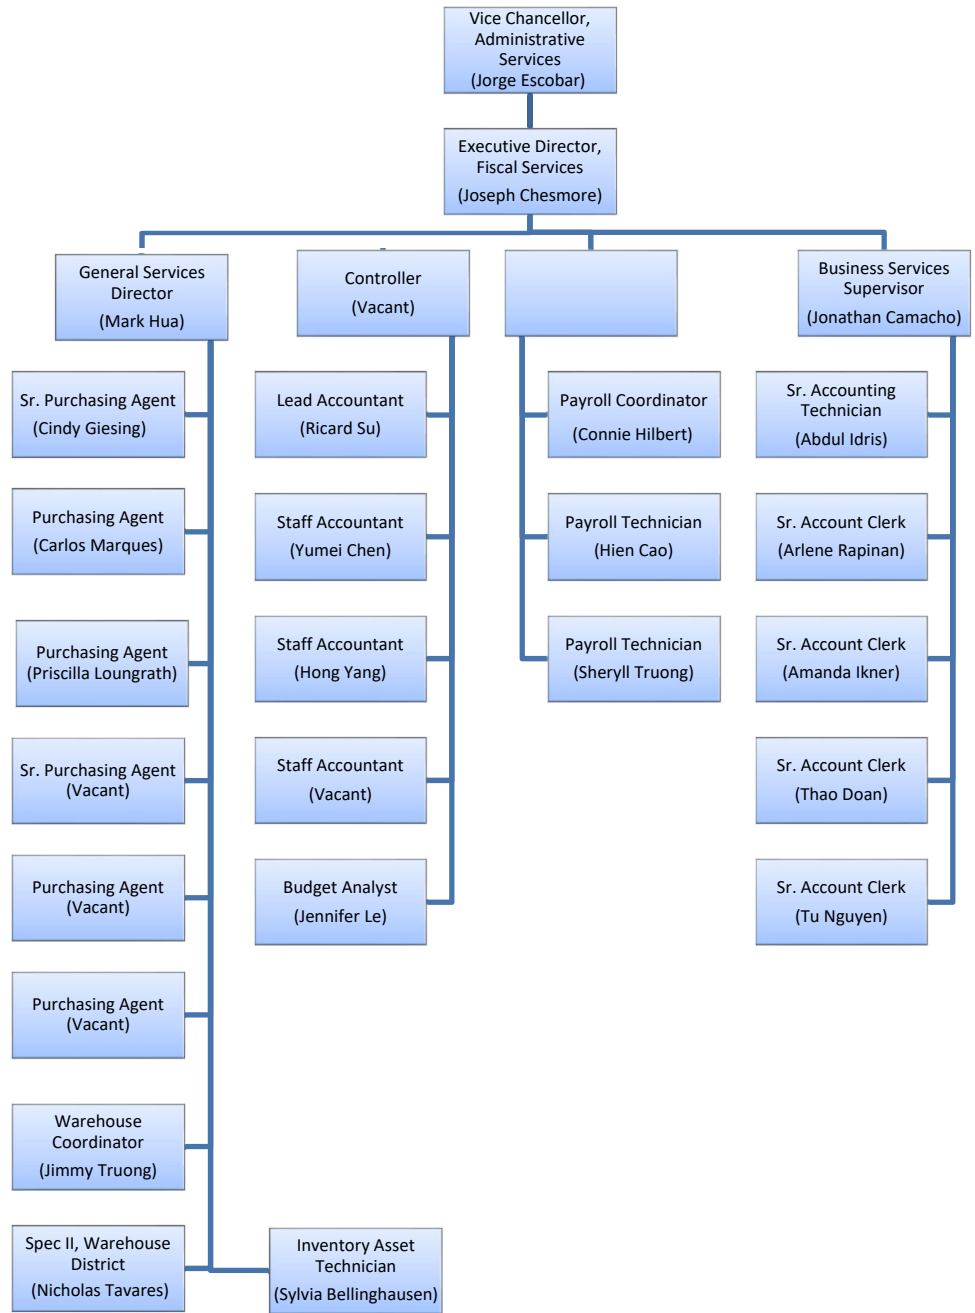 Vice Chancellor,
Administrative
Services
(Jorge Escobar)
Executive Director,
Fiscal Services
(Joseph Chesmore)
General Services
Director
(Mark Hua)
Controller
(Vacant)
Business Services
Supervisor
(Jonathan Camacho)
Sr. Purchasing Agent
(Cindy Giesing)
Purchasing Agent
(Carlos Marques)
Purchasing Agent
(Priscilla Loungrath)
Sr. Purchasing Agent
(Vacant)
Purchasing Agent
(Vacant)
Purchasing Agent
(Vacant)
Warehouse
Coordinator
(Jimmy Truong)
Spec II, Warehouse
District
(Nicholas Tavares)
Inventory Asset
Technician
(Sylvia Bellinghausen)
Lead Accountant
(Ricard Su)
Staff Accountant
(Yumei Chen)
Staff Accountant
(Hong Yang)
Staff Accountant
(Vacant)
Budget Analyst
(Jennifer Le)
Payroll Coordinator
(Connie Hilbert)
Payroll Technician
(Hien Cao)
Payroll Technician
(Sheryll Truong)
Sr. Accounting
Technician
(Abdul Idris)
Sr. Account Clerk
(Arlene Rapinan)
Sr. Account Clerk
(Amanda Ikner)
Sr. Account Clerk
(Thao Doan)
Sr. Account Clerk
(Tu Nguyen)